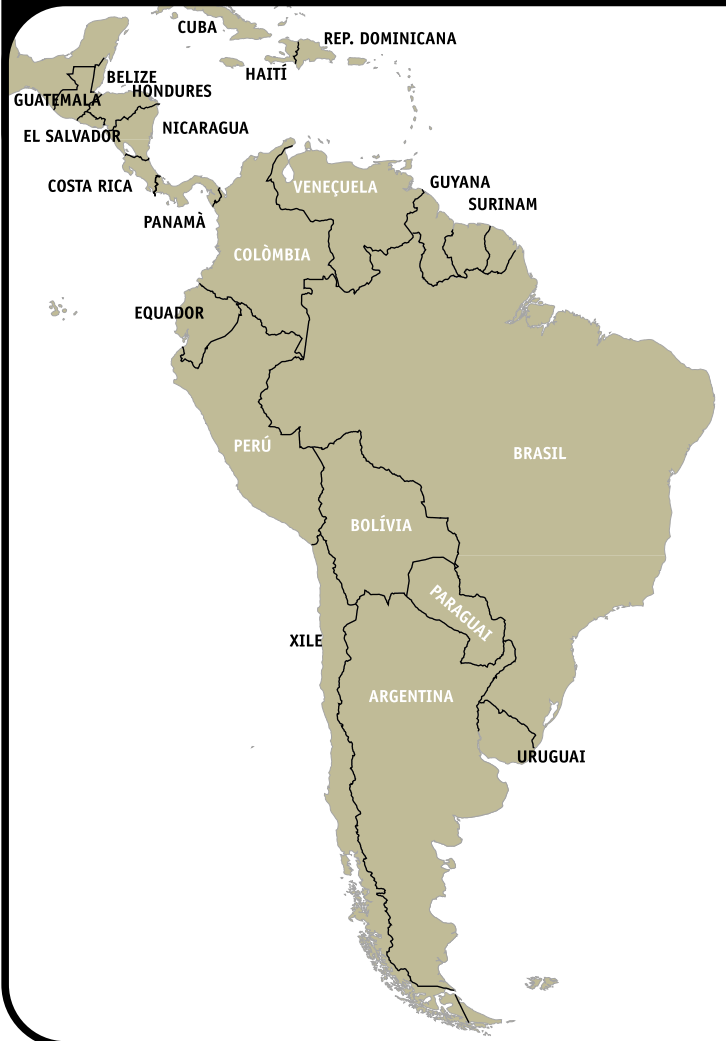 CUBA
REP. DOMINICANA
HAITÍ
BELIZE
HONDURES
GUATEMALA
EL SALVADOR
NICARAGUA
COSTA RICA
PANAMÀ
VENEÇUELA
GUYANA
SURINAM
COLÒMBIA
EQUADOR
PERÚ
BRASIL
BOLÍVIA
PARAGUAI
XILE
ARGENTINA
URUGUAI